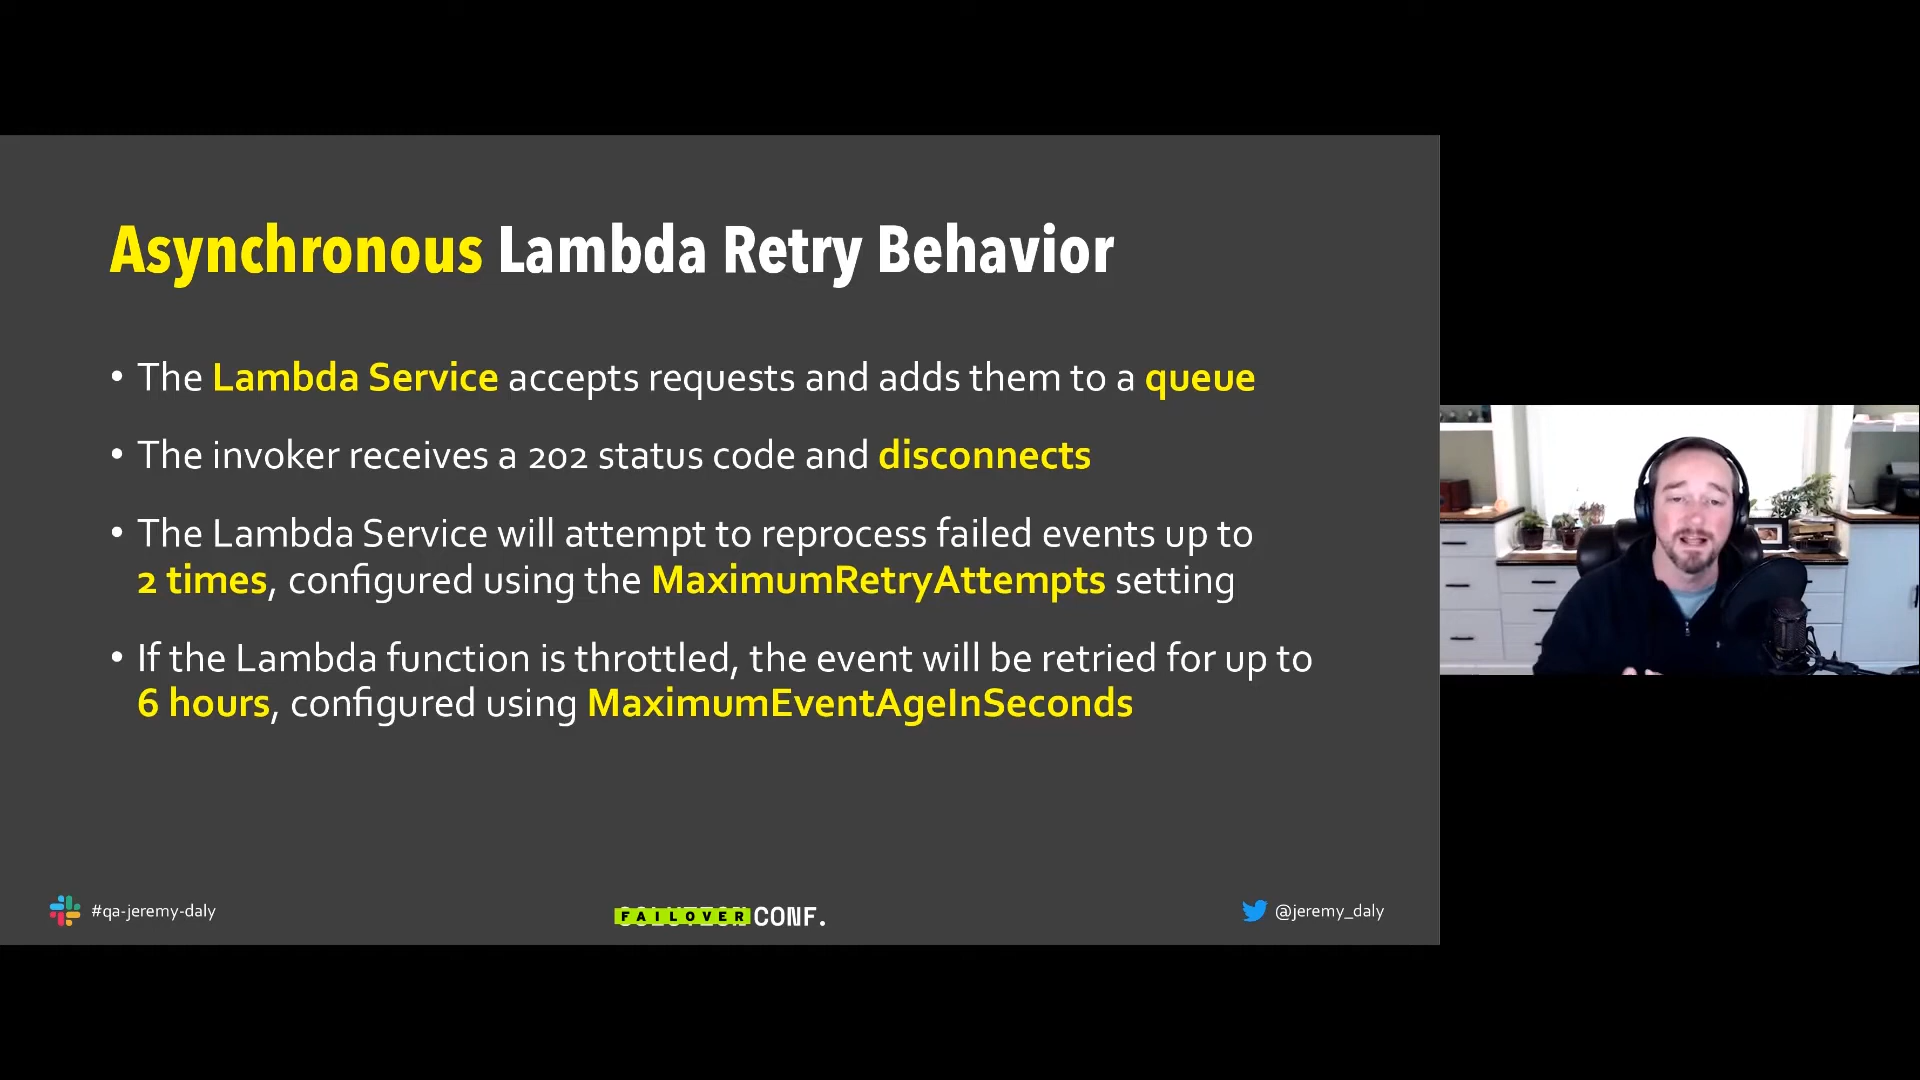 Asynchronous Lambda Retry Behavior
• The Lambda Service accepts requests and adds them to a queue
• The invoker receives a 202 status code and disconnects
• The Lambda Service will attempt to reprocess failed events up to
2 times, configured using the MaximumRetryAttempts setting
• If the Lambda function is throttled, the event will be retried for up to
6 hours, configured using MaximumEventAgeInSeconds
#qa-jeremy-daly
FAILOVER CONF.
@jeremy_daly